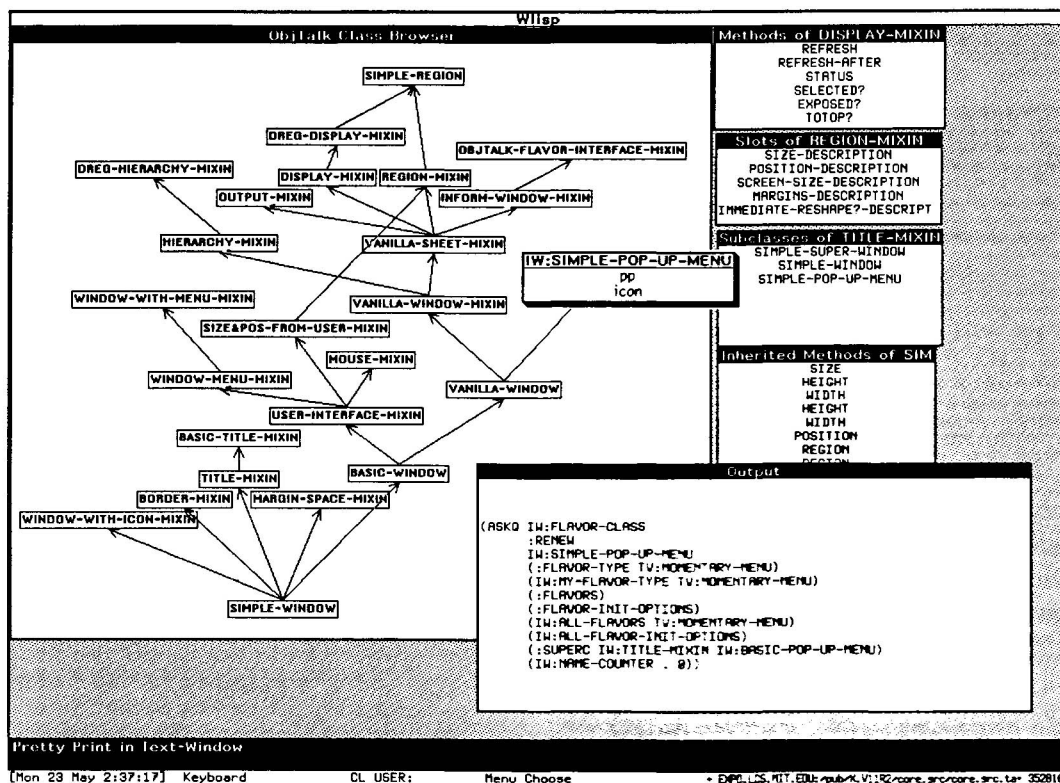 Wlisp
ObjTalk Class Browser
SIMPLE-REGION
DREG-DISPLAY-MIXIN
OBJTALK-FLAVOR-INTERFACE-MIXIN
DREG-HIERARCHY-MIXIN
DISPLAY-MIXIN
REGION-MIXIN
OUTPUT-MIXIN
INFORM-WINDOW-MIXIN
HIERARCHY-MIXIN
VANILLA-SHEET-MIXIN
IW:SIMPLE-POP-UP-MENU
pp
icon
WINDOW-WITH-MENU-MIXIN
VANILLA-WINDOW-MIXIN
SIZE&POS-FROM-USER-MIXIN
MOUSE-MIXIN
WINDOW-MENU-MIXIN
VANILLA-WINDOW
USER-INTERFACE-MIXIN
BASIC-TITLE-MIXIN
BASIC-WINDOW
TITLE-MIXIN
BORDER-MIXIN
MARGIN-SPACE-MIXIN
WINDOW-WITH-ICON-MIXIN
SIMPLE-WINDOW
Methods of DISPLAY-MIXIN
REFRESH
REFRESH-AFTER
STATUS
SELECTED?
EXPOSED?
TOTOP?
Slots of REGION-MIXIN
SIZE-DESCRIPTION
POSITION-DESCRIPTION
SCREEN-SIZE-DESCRIPTION
MARGINS-DESCRIPTION
IMMEDIATE-RESHAPE?-DESCRIPT
Subclasses of TITLE-MIXIN
SIMPLE-SUPER-WINDOW
SIMPLE-WINDOW
SIMPLE-POP-UP-MENU
Inherited Methods of SIM
SIZE
HEIGHT
WIDTH
HEIGHT
WIDTH
POSITION
REGION
Output
(ASKQ IW:FLAVOR-CLASS
:RENEW
IW:SIMPLE-POP-UP-MENU
(:FLAVOR-TYPE TW:MOMENTARY-MENU)
(IW:MY-FLAVOR-TYPE TW:MOMENTARY-MENU)
(:FLAVORS)
(:FLAVOR-INIT-OPTIONS)
(IW:ALL-FLAVORS TW:MOMENTARY-MENU)
(IW:ALL-FLAVOR-INIT-OPTIONS)
(:SUPERC IW:TITLE-MIXIN IW:BASIC-POP-UP-MENU)
(IW:NAME-COUNTER . 0))
Pretty Print in Text-Window
[Mon 23 May 2:37:17] Keyboard CL USER: Menu Choose